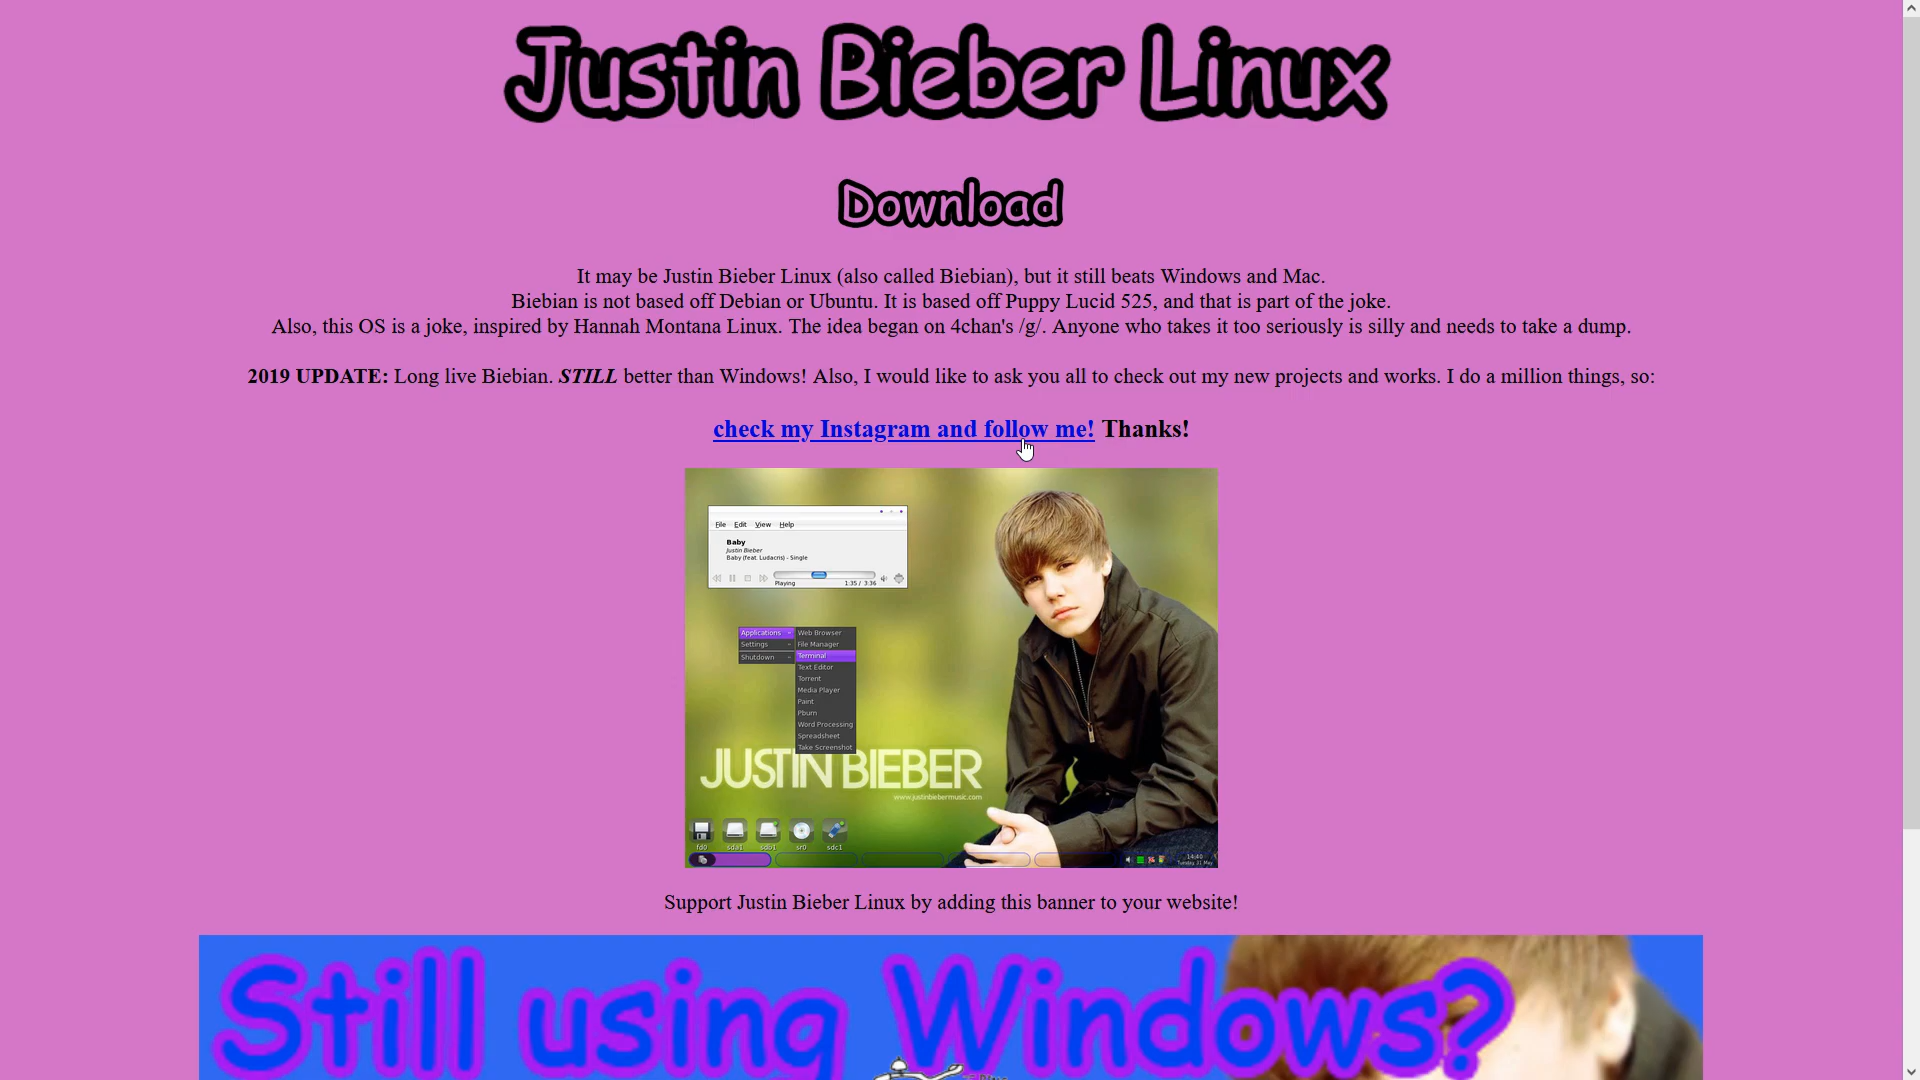 Justin Bieber Linux
Download
It may be Justin Bieber Linux (also called Biebian), but it still beats Windows and Mac.
Biebian is not based off Debian or Ubuntu. It is based off Puppy Lucid 525, and that is part of the joke.
Also, this OS is a joke, inspired by Hannah Montana Linux. The idea began on 4chan's /g/. Anyone who takes it too seriously is silly and needs to take a dump.
2019 UPDATE: Long live Biebian. STILL better than Windows! Also, I would like to ask you all to check out my new projects and works. I do a million things, so:
check my Instagram and follow me! Thanks!
File Edit View Help
Baby
Justin Bieber
Baby (feat. Ludacris) - Single
Playing 1:35 / 3:36
Applications
Settings
Shutdown
Web Browser
File Manager
Terminal
Text Editor
Torrent
Media Player
Paint
Pburn
Word Processing
Spreadsheet
Take Screenshot
JUSTIN BIEBER
www.justinbiebermusic.com
fd0 sda1 sdb1 sr0 sdc1
14:40
Tuesday 31 May
Support Justin Bieber Linux by adding this banner to your website!
Still using Windows?